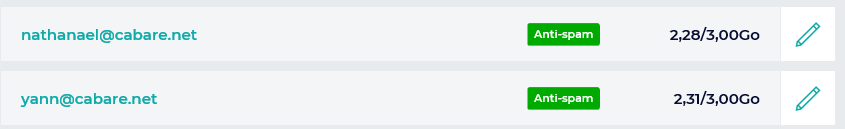 nathanael@cabare.net Anti-spam 2,28/3,00Go
yann@cabare.net Anti-spam 2,31/3,00Go